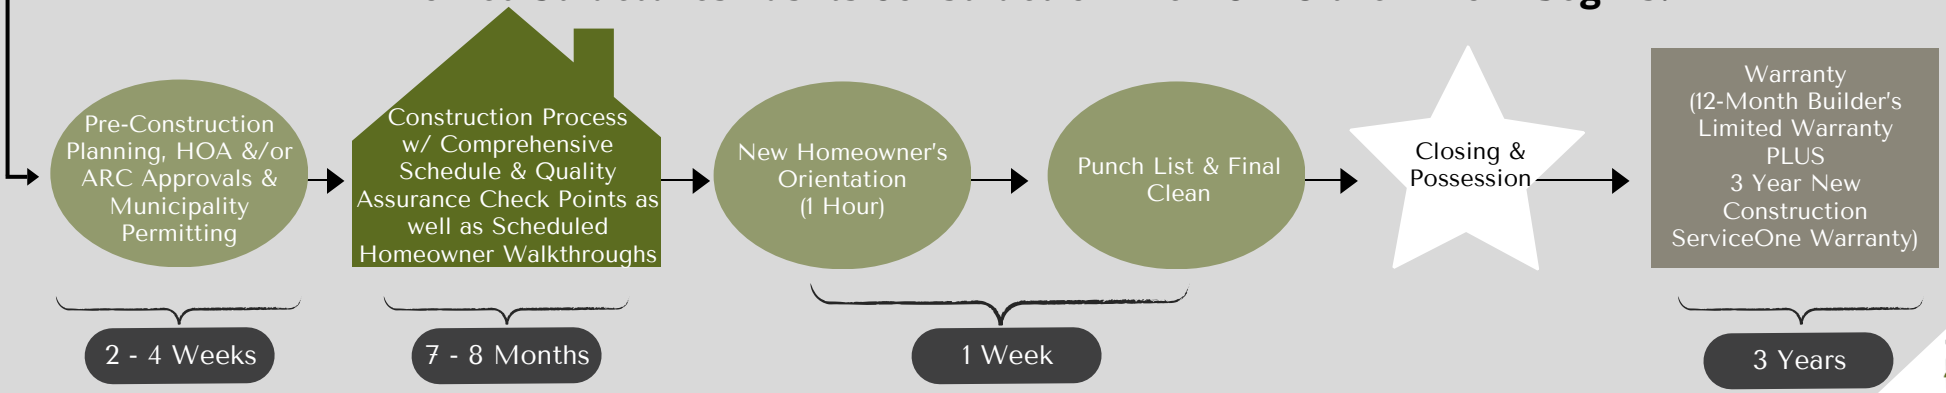 Pre-Construction
Planning, HOA &/or
ARC Approvals &
Municipality
Permitting
Construction Process
w/ Comprehensive
Schedule & Quality
Assurance Check Points as
well as Scheduled
Homeowner Walkthroughs
New Homeowner's
Orientation
(1 Hour)
Punch List & Final
Clean
Closing &
Possession
Warranty
(12-Month Builder's
Limited Warranty
PLUS
3 Year New
Construction
ServiceOne Warranty)
2 - 4 Weeks
7 - 8 Months
1 Week
3 Years